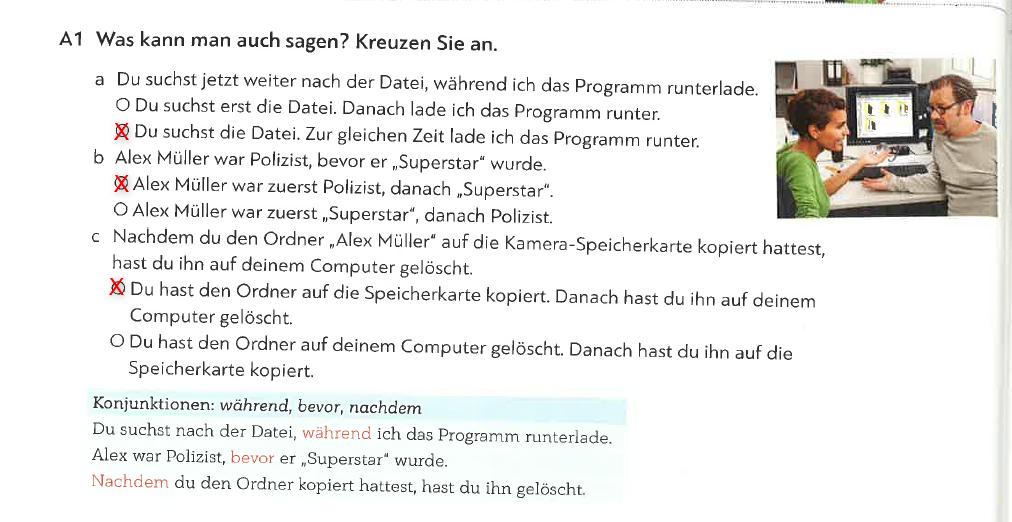 A1 Was kann man auch sagen? Kreuzen Sie an.
a Du suchst jetzt weiter nach der Datei, während ich das Programm runterlade.
O Du suchst erst die Datei. Danach lade ich das Programm runter.
X Du suchst die Datei. Zur gleichen Zeit lade ich das Programm runter.
b Alex Müller war Polizist, bevor er „Superstar“ wurde.
X Alex Müller war zuerst Polizist, danach „Superstar“.
O Alex Müller war zuerst „Superstar“, danach Polizist.
c Nachdem du den Ordner „Alex Müller“ auf die Kamera-Speicherkarte kopiert hattest,
hast du ihn auf deinem Computer gelöscht.
X Du hast den Ordner auf die Speicherkarte kopiert. Danach hast du ihn auf deinem
Computer gelöscht.
O Du hast den Ordner auf deinem Computer gelöscht. Danach hast du ihn auf die
Speicherkarte kopiert.
Konjunktionen: während, bevor, nachdem
Du suchst nach der Datei, während ich das Programm runterlade.
Alex war Polizist, bevor er „Superstar“ wurde.
Nachdem du den Ordner kopiert hattest, hast du ihn gelöscht.